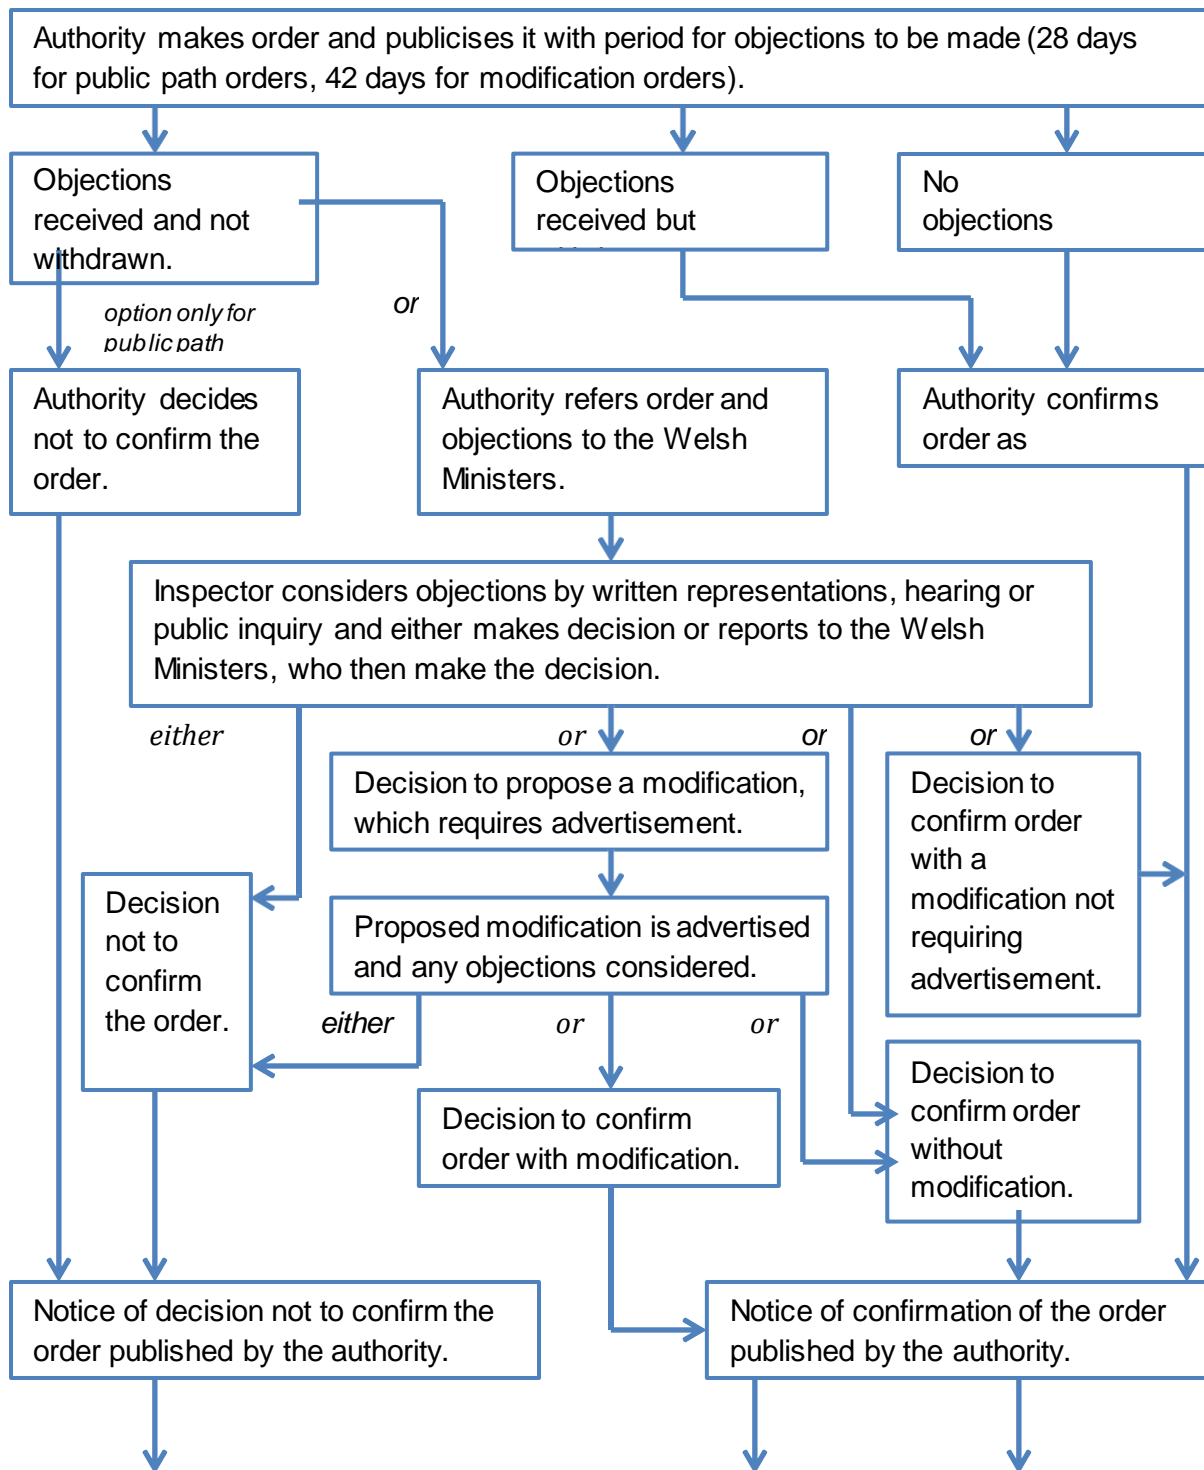 Authority makes order and publicises it with period for objections to be made (28 days
for public path orders, 42 days for modification orders).
Objections
received and not
withdrawn.
Objections
received but
No
objections
option only for
public path
or
Authority decides
not to confirm the
order.
Authority refers order and
objections to the Welsh
Ministers.
Authority confirms
order as
Inspector considers objections by written representations, hearing or
public inquiry and either makes decision or reports to the Welsh
Ministers, who then make the decision.
either
or
or
or
Decision to propose a modification,
which requires advertisement.
Decision to
confirm order
with a
modification not
requiring
advertisement.
Decision
not to
confirm
the order.
Proposed modification is advertised
and any objections considered.
either
or
or
Decision to confirm
order with modification.
Decision to
confirm order
without
modification.
Notice of decision not to confirm the
order published by the authority.
Notice of confirmation of the order
published by the authority.